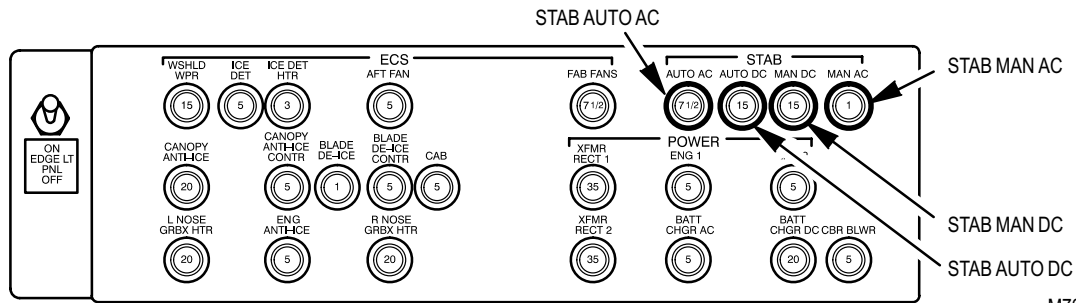 STAB AUTO AC
ECS
STAB
WSHLD WPR
ICE DET
ICE DET HTR
AFT FAN
FAB FANS
AUTO AC
AUTO DC
MAN DC
MAN AC
STAB MAN AC
15
5
3
5
7 1/2
7 1/2
15
15
1
ON
EDGE LT
PNL
OFF
POWER
CANOPY
ANTI-ICE
CANOPY
ANTI-ICE
CONTR
BLADE
DE-ICE
BLADE
DE-ICE
CONTR
CAB
XFMR
RECT 1
ENG 1
20
5
1
5
5
35
5
5
L NOSE
GRBX HTR
ENG
ANTI-ICE
R NOSE
GRBX HTR
XFMR
RECT 2
BATT
CHGR AC
BATT
CHGR DC
CBR BLWR
20
5
20
35
5
20
5
STAB MAN DC
STAB AUTO DC